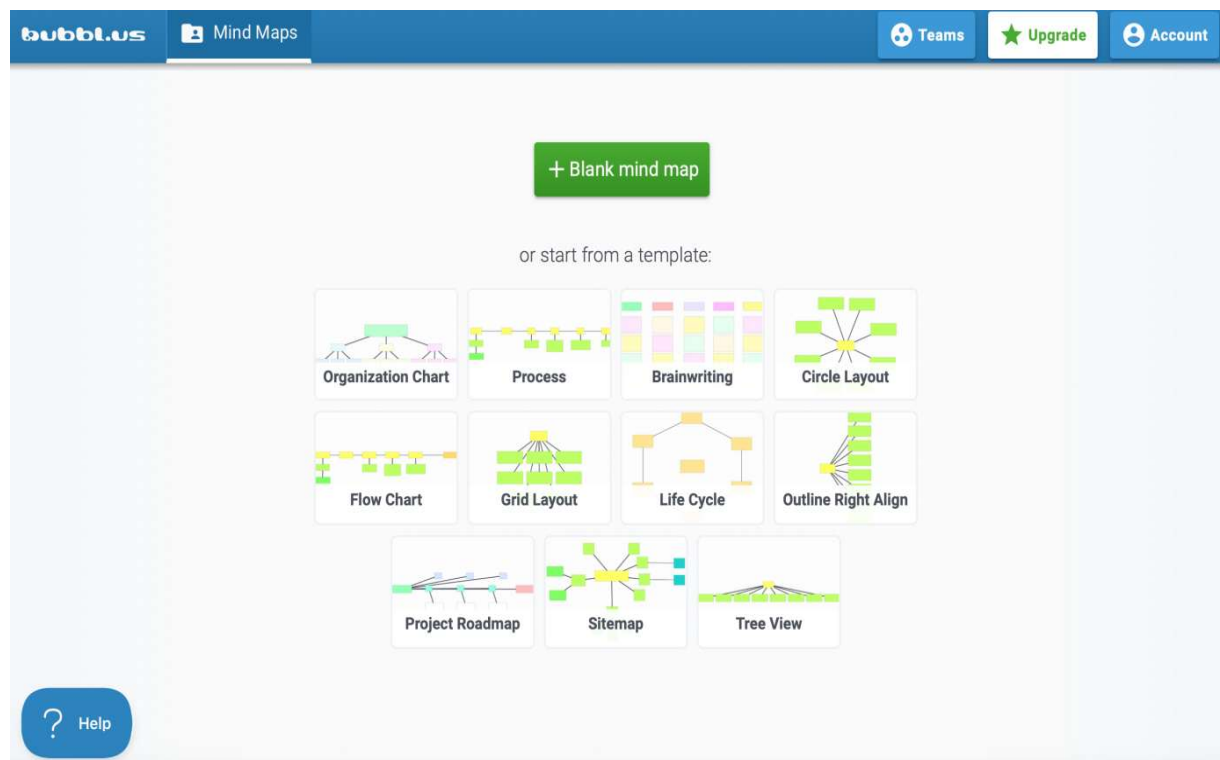 bubbl.us Mind Maps Teams Upgrade Account
+ Blank mind map
or start from a template:
Organization Chart Process Brainwriting Circle Layout
Flow Chart Grid Layout Life Cycle Outline Right Align
Project Roadmap Sitemap Tree View
? Help